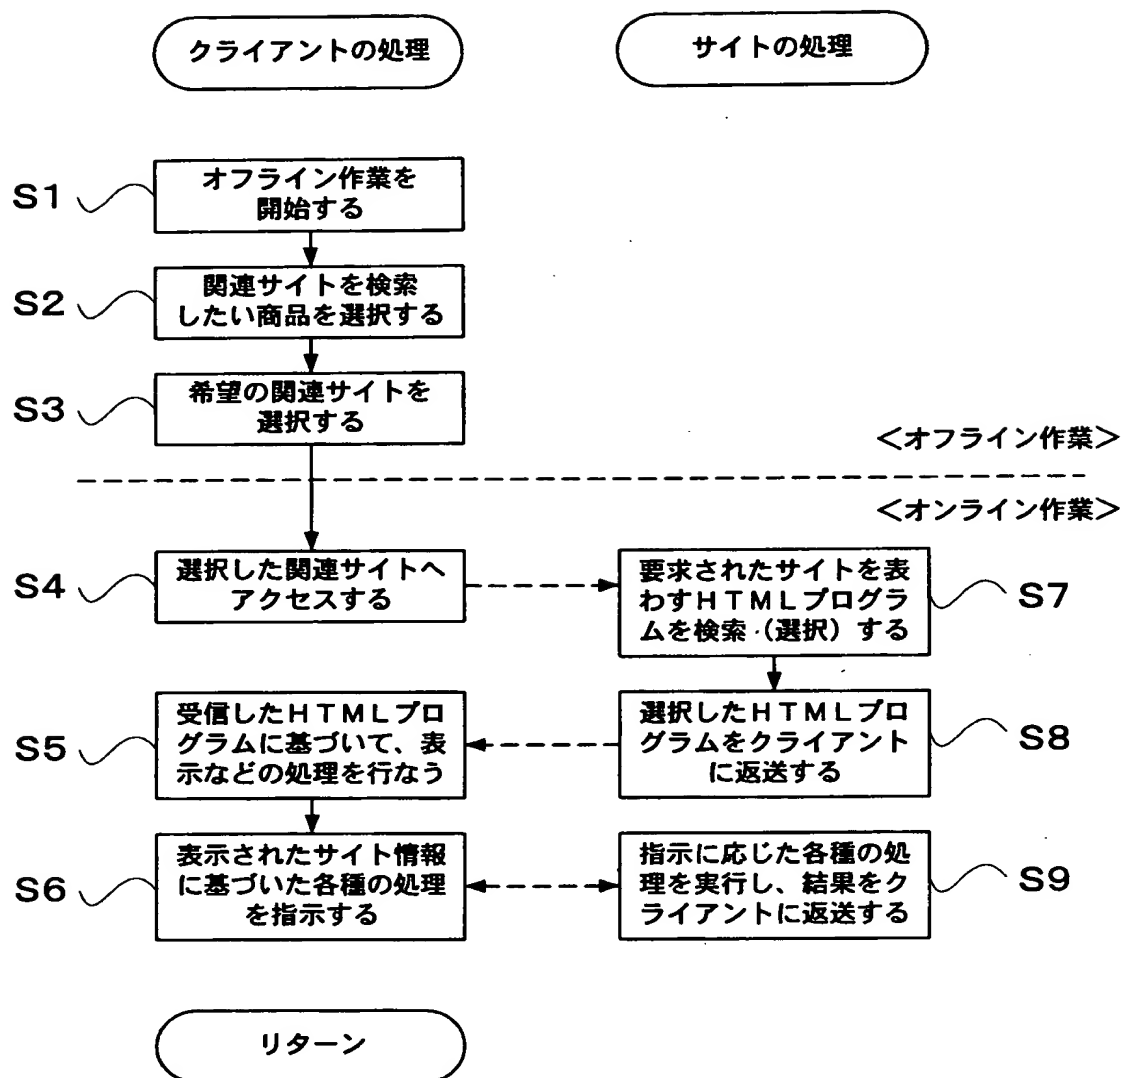 クライアントの処理
サイトの処理
S1
オフライン作業を
開始する
S2
関連サイトを検索
したい商品を選択する
S3
希望の関連サイトを
選択する
＜オフライン作業＞
＜オンライン作業＞
S4
選択した関連サイトへ
アクセスする
要求されたサイトを表
わすＨＴＭＬプログラ
ムを検索（選択）する
S7
S5
受信したＨＴＭＬプロ
グラムに基づいて、表
示などの処理を行なう
選択したＨＴＭＬプロ
グラムをクライアント
に返送する
S8
S6
表示されたサイト情報
に基づいた各種の処理
を指示する
指示に応じた各種の処
理を実行し、結果をク
ライアントに返送する
S9
リターン